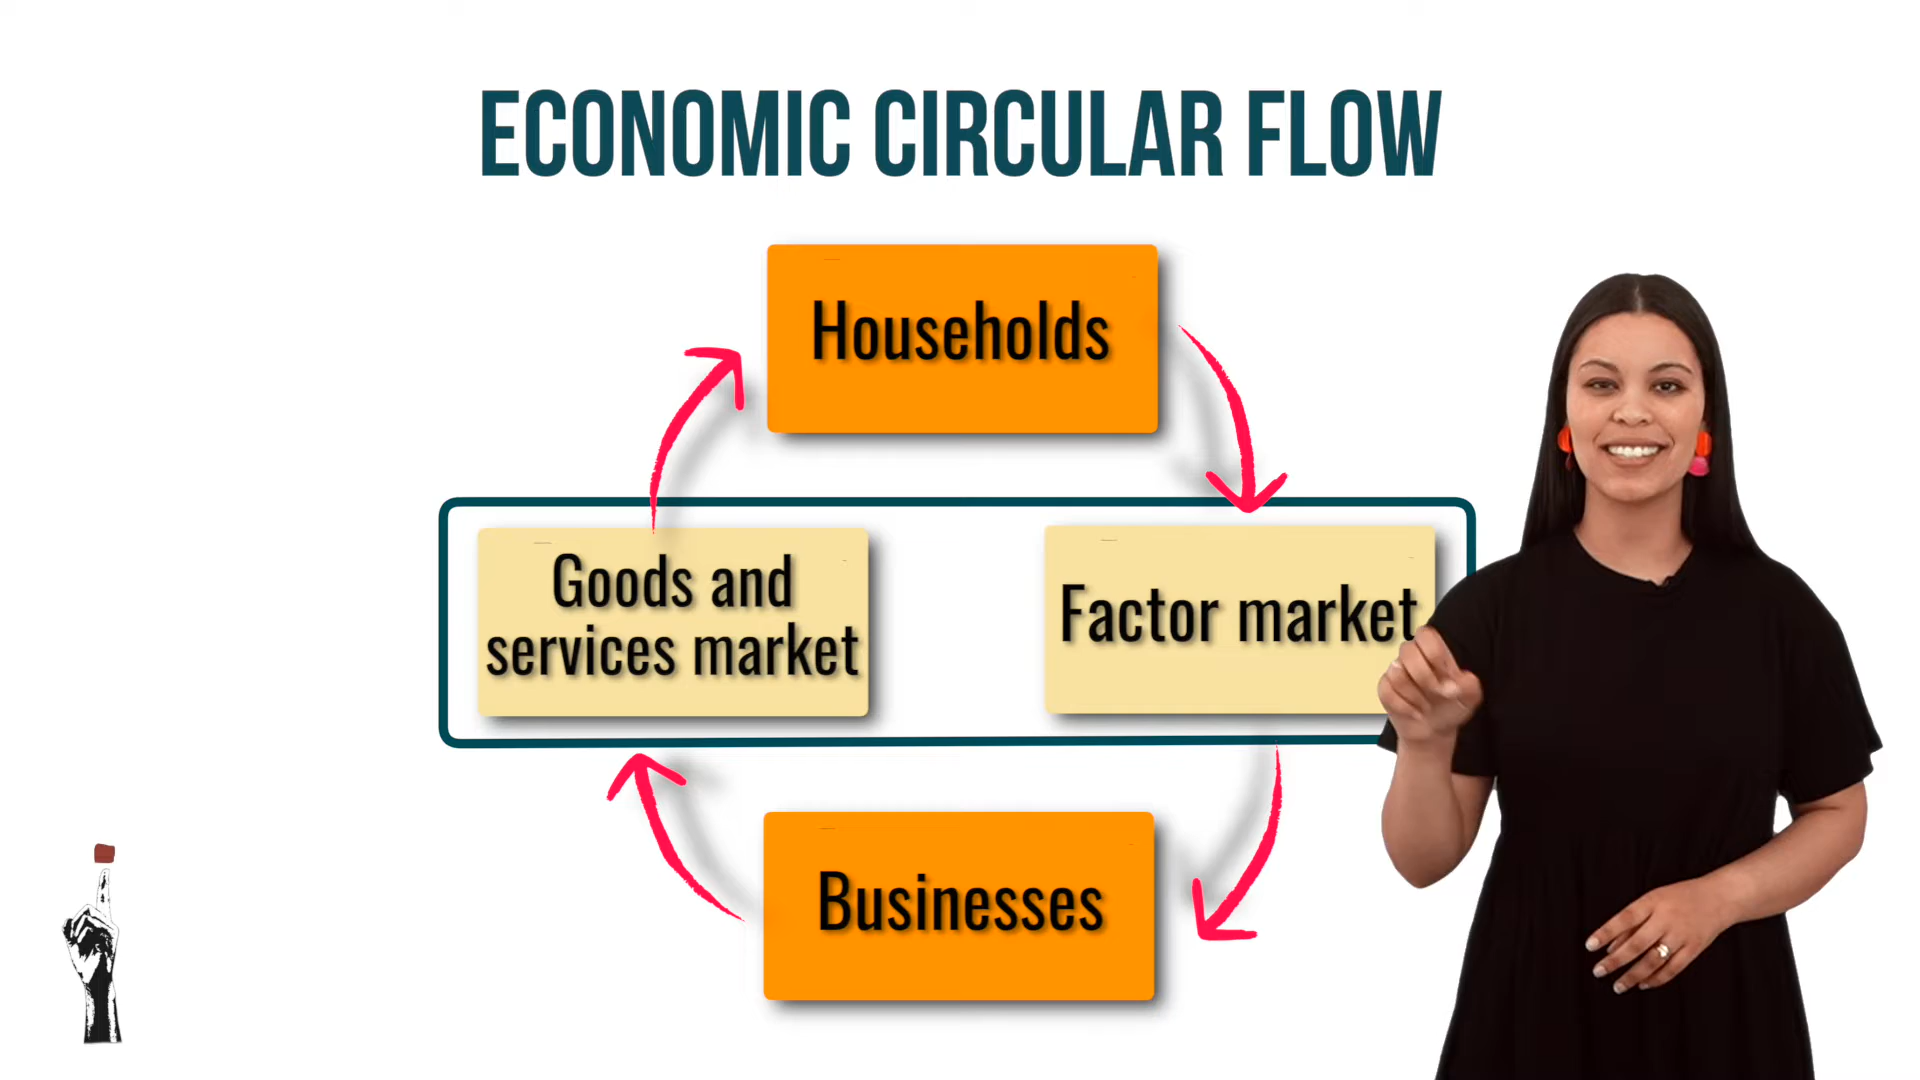 ECONOMIC CIRCULAR FLOW
Households
Goods and
services market
Factor market
Businesses